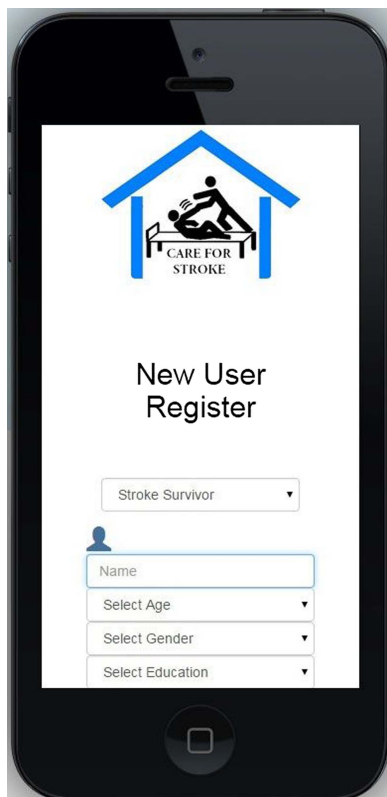 CARE FOR
STROKE
New User
Register
Stroke Survivor
Name
Select Age
Select Gender
Select Education